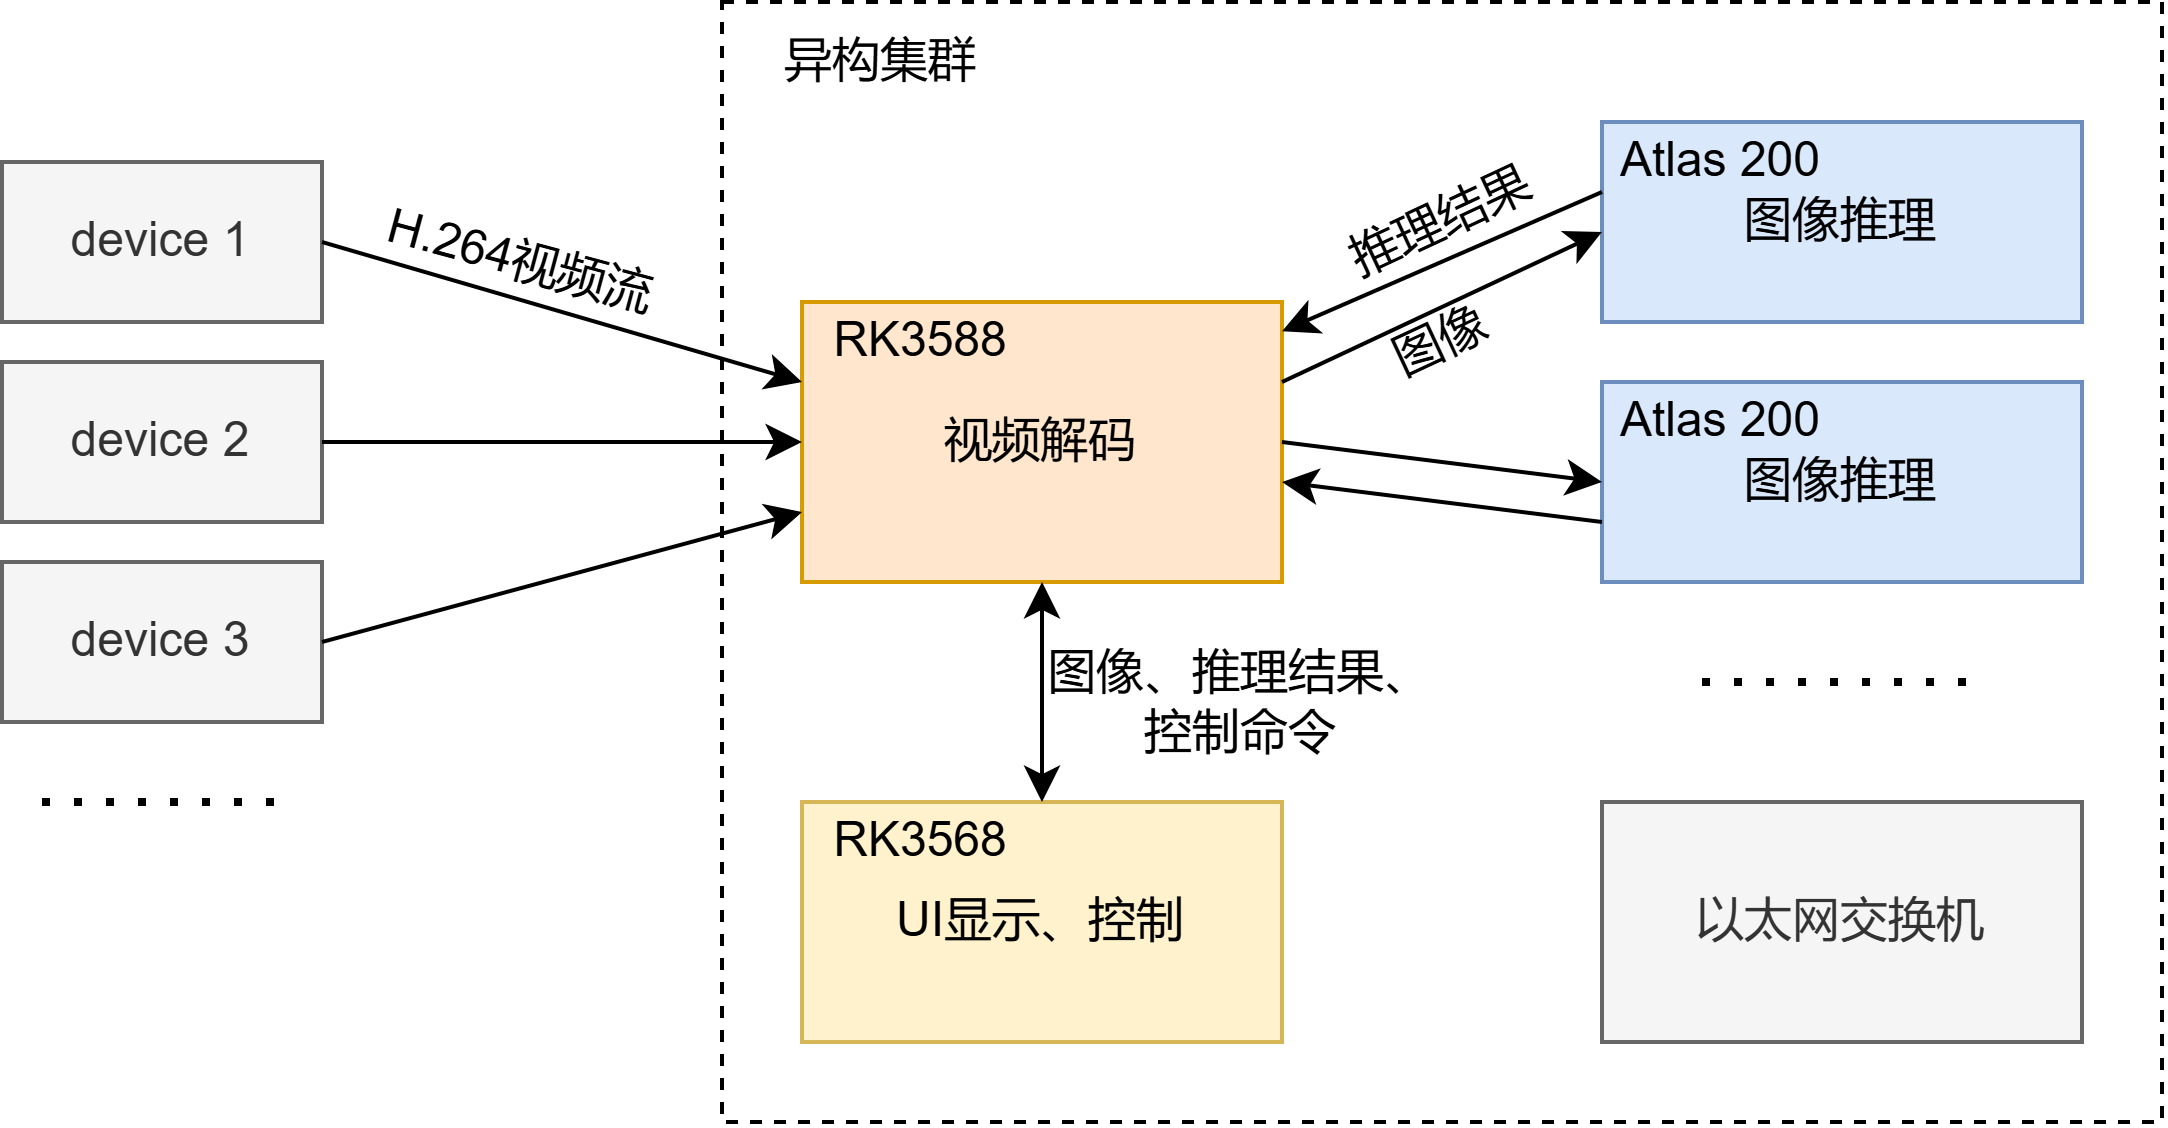 异构集群
device 1
device 2
device 3
H.264视频流
RK3588
视频解码
推理结果
图像
Atlas 200
图像推理
Atlas 200
图像推理
图像、推理结果、
控制命令
RK3568
UI显示、控制
以太网交换机